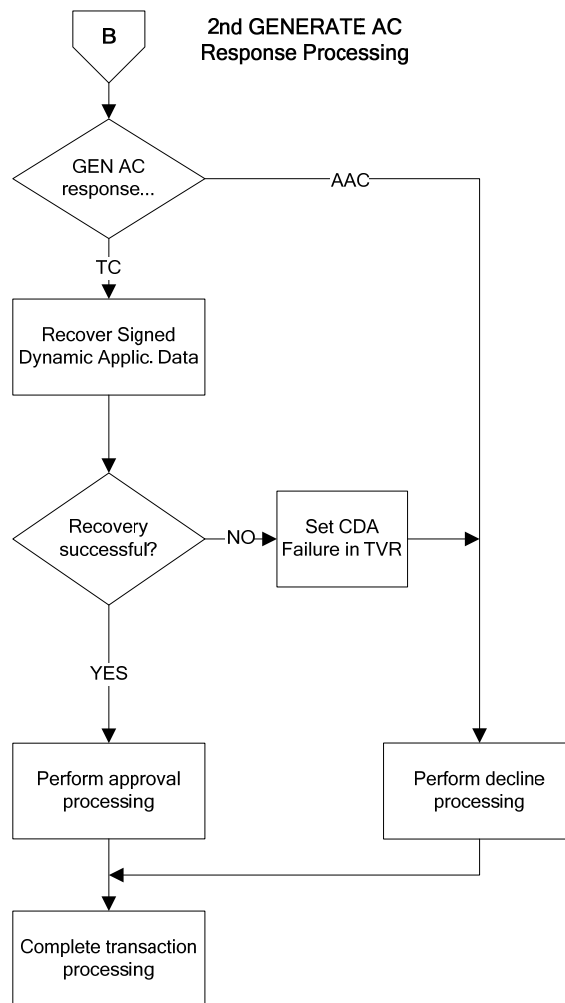 B
2nd GENERATE AC
Response Processing
GEN AC
response...
AAC
TC
Recover Signed
Dynamic Applic. Data
Recovery
successful?
NO
Set CDA
Failure in TVR
YES
Perform approval
processing
Perform decline
processing
Complete transaction
processing